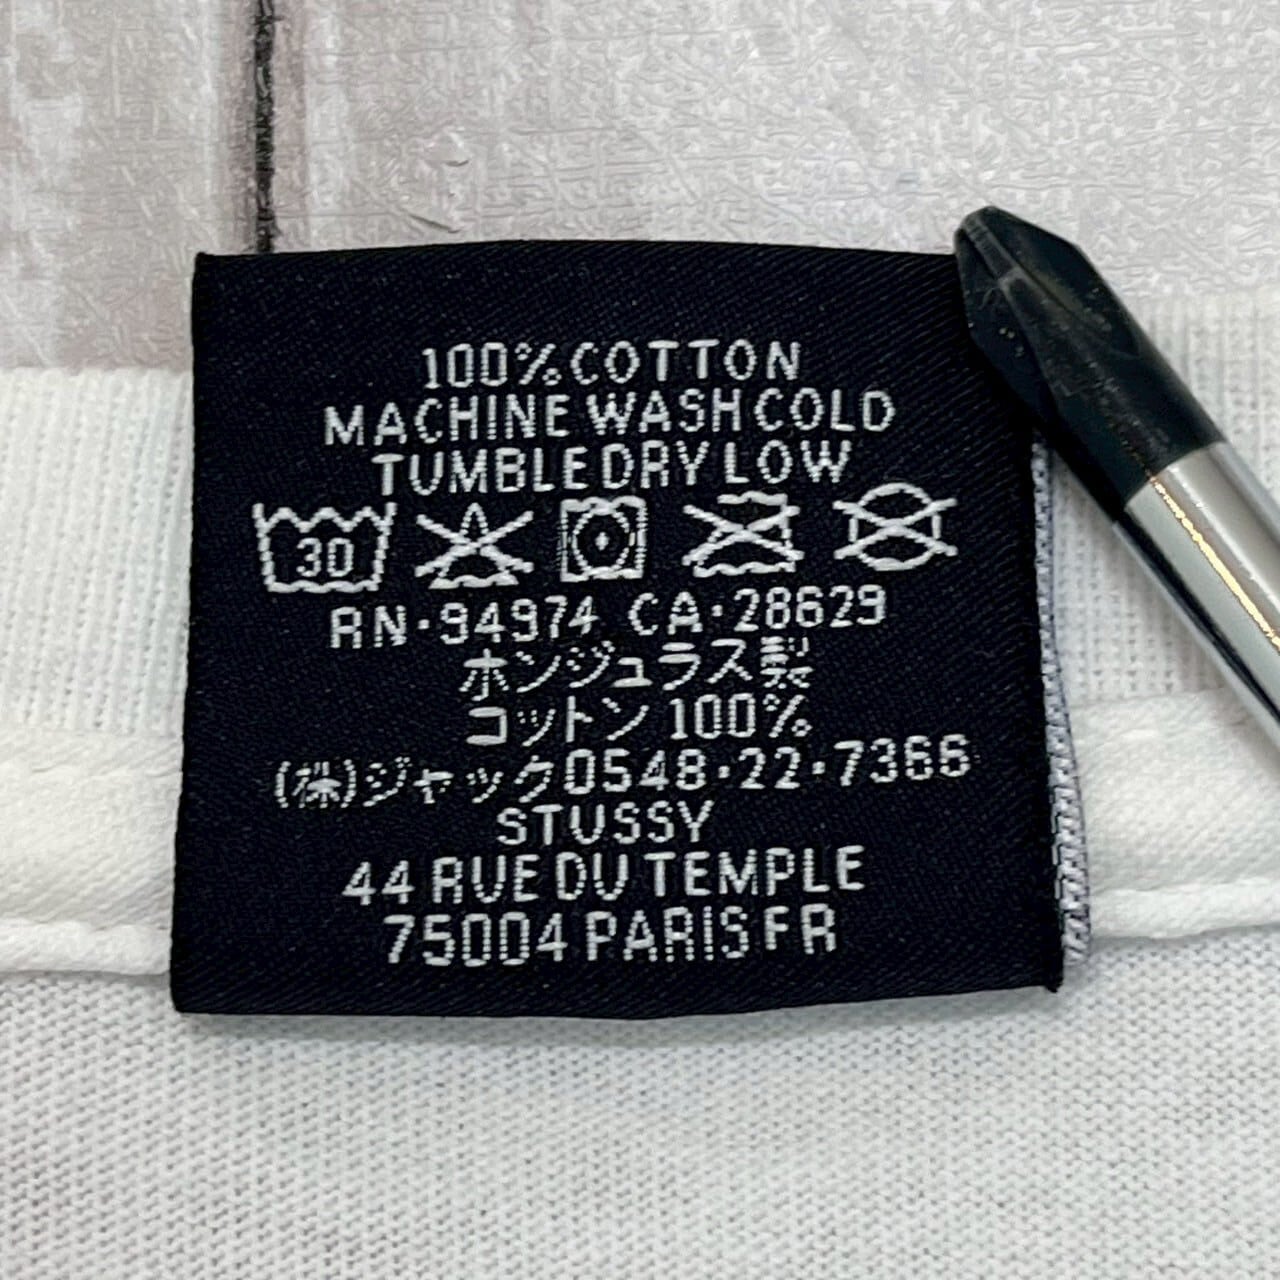 100% COTTON
MACHINE WASH COLD
TUMBLE DRY LOW
30
RN·94974 CA·28629
ホンジュラス製
コットン 100%
(株)ジャック0548·22·7366
STUSSY
44 RUE DU TEMPLE
75004 PARIS FR